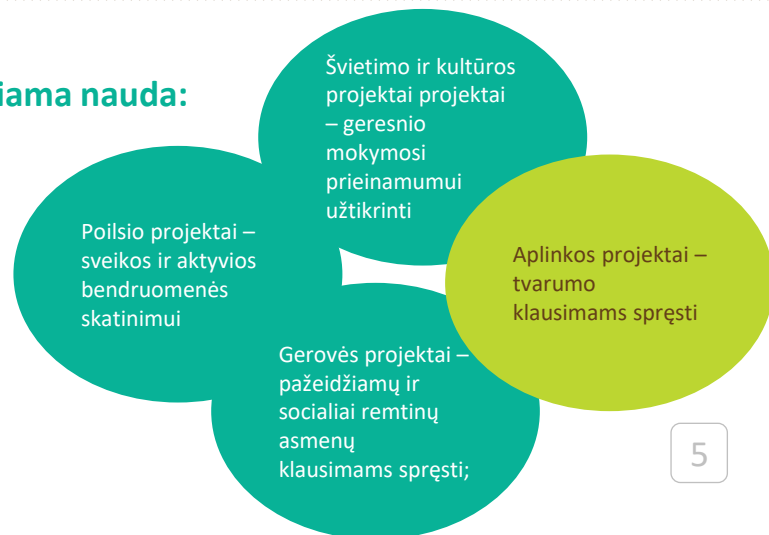 iama nauda:
Švietimo ir kultūros
projektai projektai
– geresnio
mokymosi
prieinamumui
užtikrinti
Poilsio projektai –
sveikos ir aktyvios
bendruomenės
skatinimui
Aplinkos projektai –
tvarumo
klausimams spręsti
Gerovės projektai –
pažeidžiamų ir
socialiai remtinų
asmenų
klausimams spręsti;
5